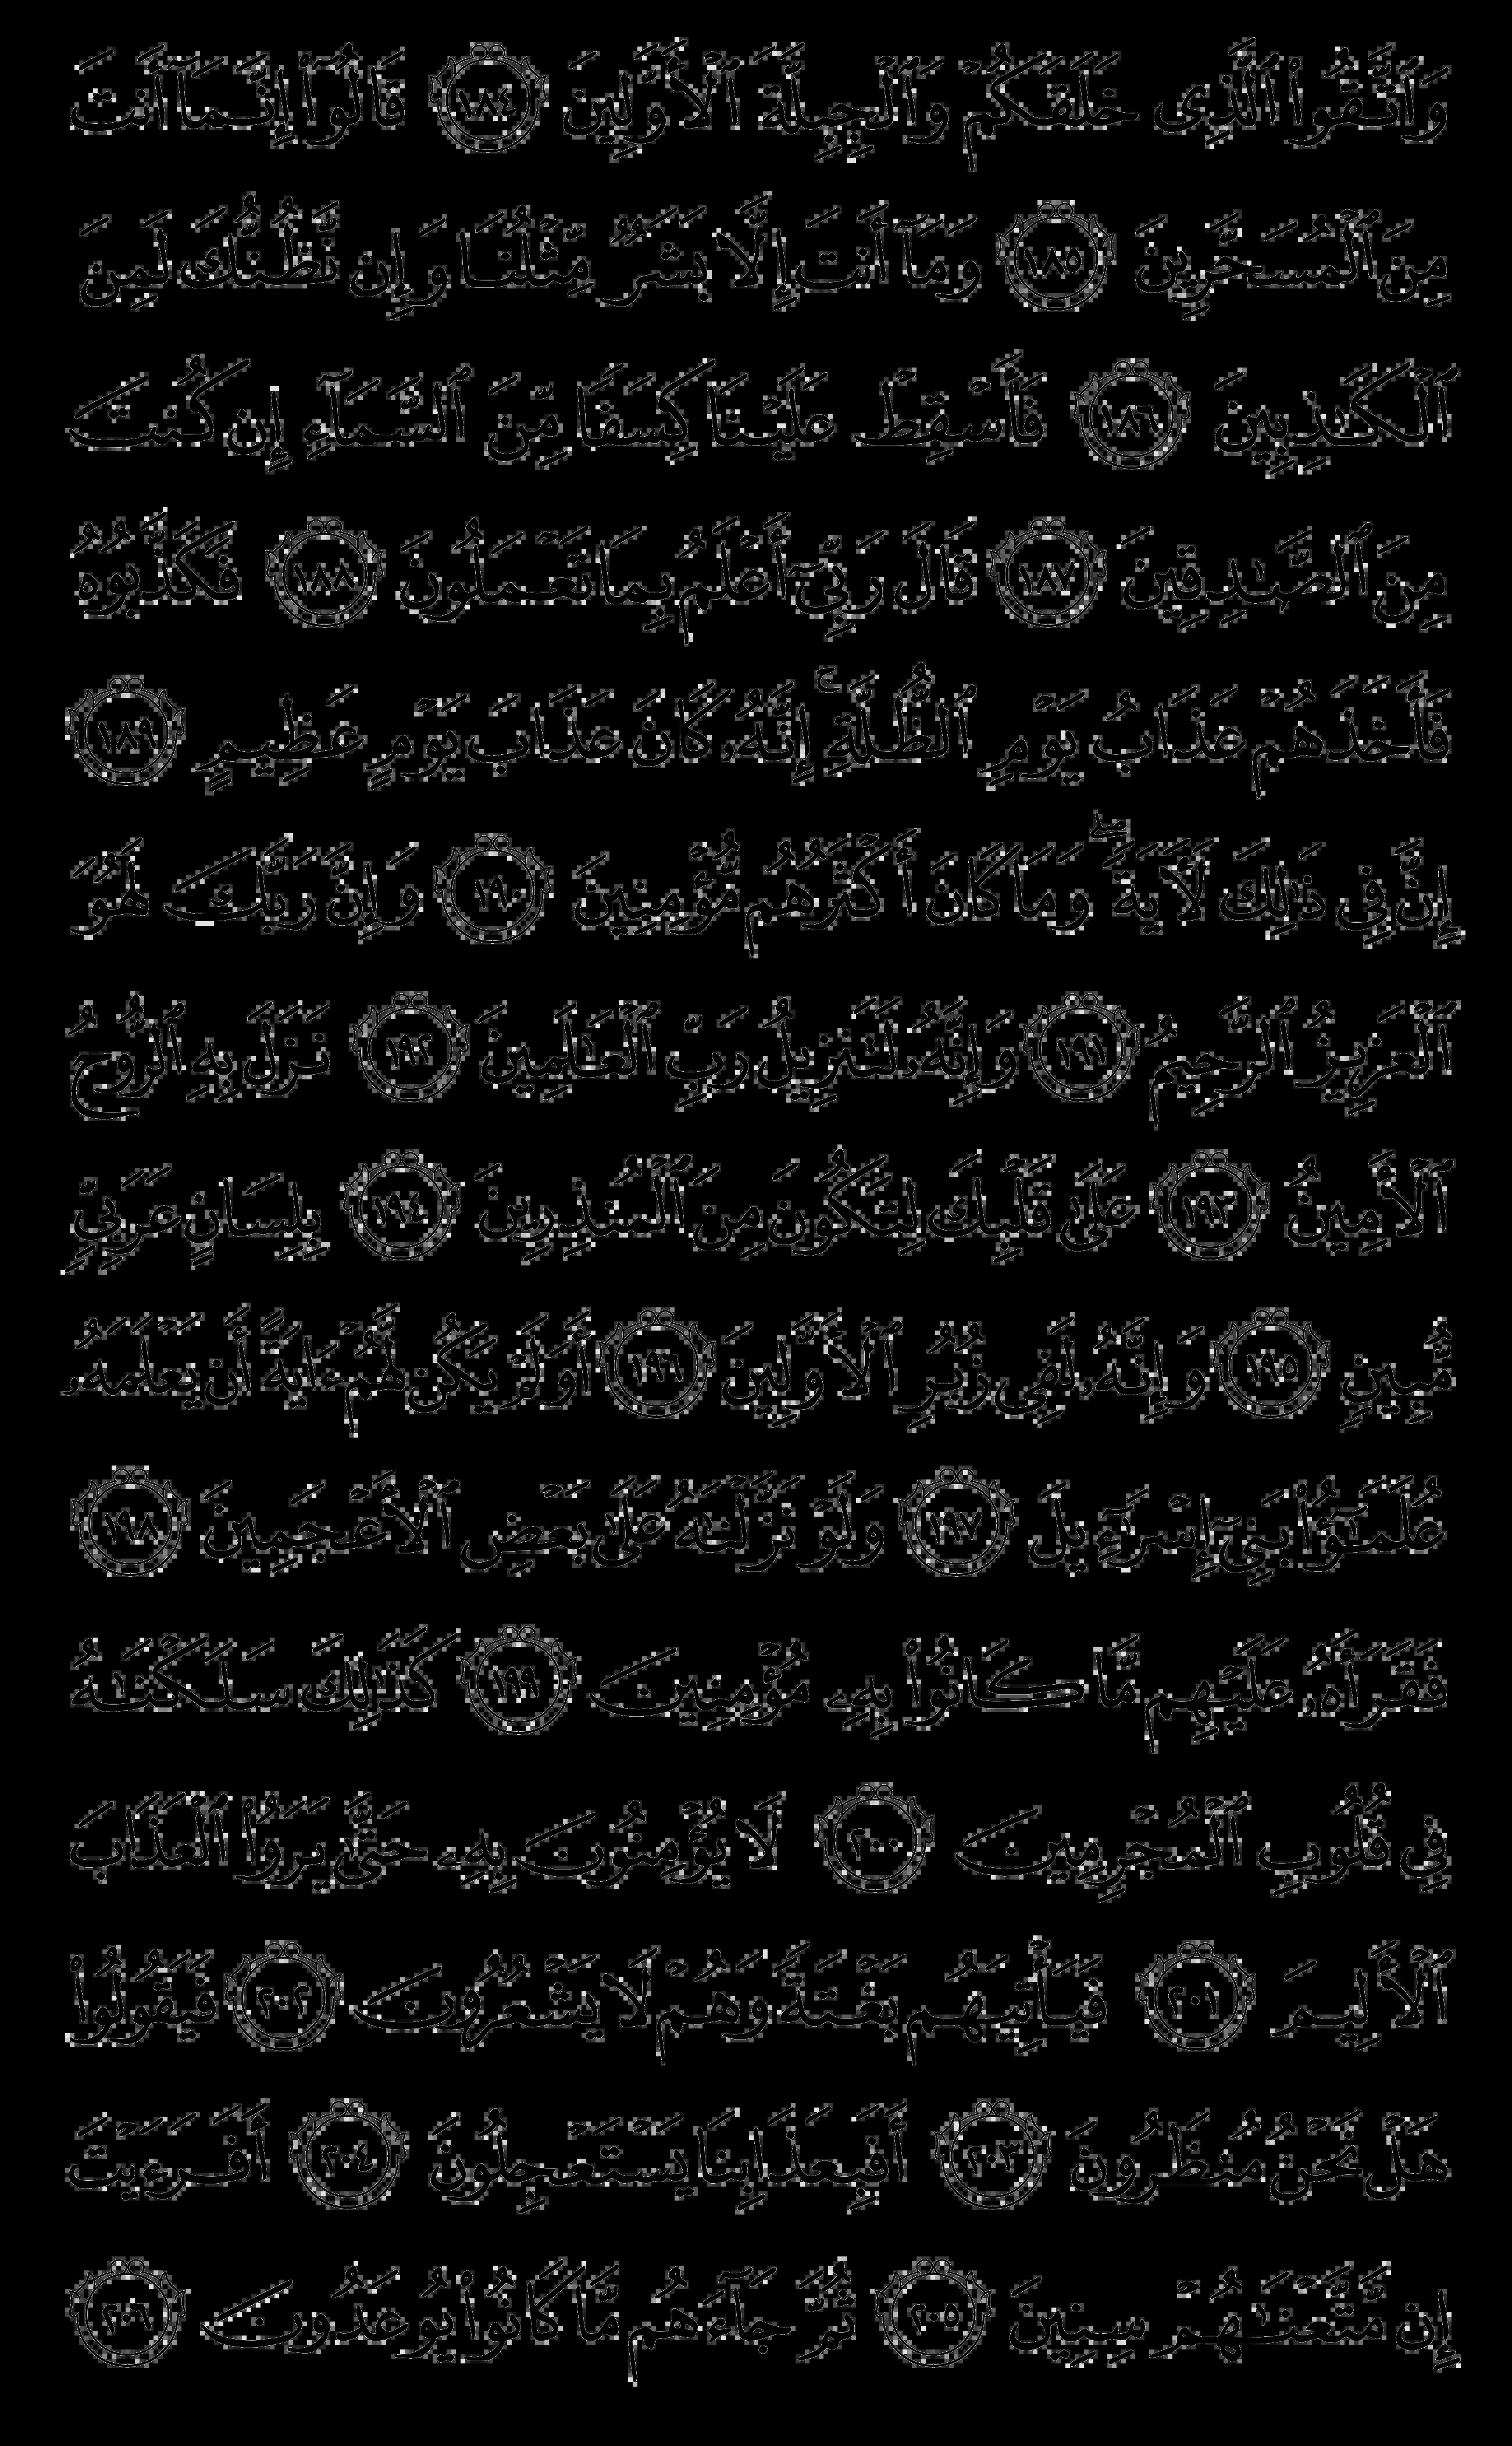 وَٱتَّقُوا۟ ٱلَّذِى خَلَقَكُمْ وَٱلْجِبِلَّةَ ٱلْأَوَّلِينَ ١٨٤ قَالُوٓا۟ إِنَّمَآ أَنتَ
مِنَ ٱلْمُسَحَّرِينَ ١٨٥ وَمَآ أَنتَ إِلَّا بَشَرٌ مِّثْلُنَا وَإِن نَّظُنُّكَ لَمِنَ
ٱلْكَٰذِبِينَ ١٨٦ فَأَسْقِطْ عَلَيْنَا كِسَفًا مِّنَ ٱلسَّمَآءِ إِن كُنتَ
مِنَ ٱلصَّٰدِقِينَ ١٨٧ قَالَ رَبِّىٓ أَعْلَمُ بِمَا تَعْمَلُونَ ١٨٨ فَكَذَّبُوهُ
فَأَخَذَهُمْ عَذَابُ يَوْمِ ٱلظُّلَّةِ ۚ إِنَّهُۥ كَانَ عَذَابَ يَوْمٍ عَظِيمٍ ١٨٩
إِنَّ فِى ذَٰلِكَ لَءَايَةً ۖ وَمَا كَانَ أَكْثَرُهُم مُّؤْمِنِينَ ١٩٠ وَإِنَّ رَبَّكَ لَهُوَ
ٱلْعَزِيزُ ٱلرَّحِيمُ ١٩١ وَإِنَّهُۥ لَتَنزِيلُ رَبِّ ٱلْعَٰلَمِينَ ١٩٢ نَزَلَ بِهِ ٱلرُّوحُ
ٱلْأَمِينُ ١٩٣ عَلَىٰ قَلْبِكَ لِتَكُونَ مِنَ ٱلْمُنذِرِينَ ١٩٤ بِلِسَانٍ عَرَبِىٍّ
مُّبِينٍ ١٩٥ وَإِنَّهُۥ لَفِى زُبُرِ ٱلْأَوَّلِينَ ١٩٦ أَوَلَمْ يَكُن لَّهُمْ ءَايَةً أَن يَعْلَمَهُۥ
عُلَمَٰٓؤُا۟ بَنِىٓ إِسْرَٰٓءِيلَ ١٩٧ وَلَوْ نَزَّلْنَٰهُ عَلَىٰ بَعْضِ ٱلْأَعْجَمِينَ ١٩٨
فَقَرَأَهُۥ عَلَيْهِم مَّا كَانُوا۟ بِهِۦ مُؤْمِنِينَ ١٩٩ كَذَٰلِكَ سَلَكْنَٰهُ
فِى قُلُوبِ ٱلْمُجْرِمِينَ ٢٠٠ لَا يُؤْمِنُونَ بِهِۦ حَتَّىٰ يَرَوُا۟ ٱلْعَذَابَ
ٱلْأَلِيمَ ٢٠١ فَيَأْتِيَهُم بَغْتَةً وَهُمْ لَا يَشْعُرُونَ ٢٠٢ فَيَقُولُوا۟
هَلْ نَحْنُ مُنظَرُونَ ٢٠٣ أَفَبِعَذَابِنَا يَسْتَعْجِلُونَ ٢٠٤ أَفَرَءَيْتَ
إِن مَّتَّعْنَٰهُمْ سِنِينَ ٢٠٥ ثُمَّ جَآءَهُم مَّا كَانُوا۟ يُوعَدُونَ ٢٠٦